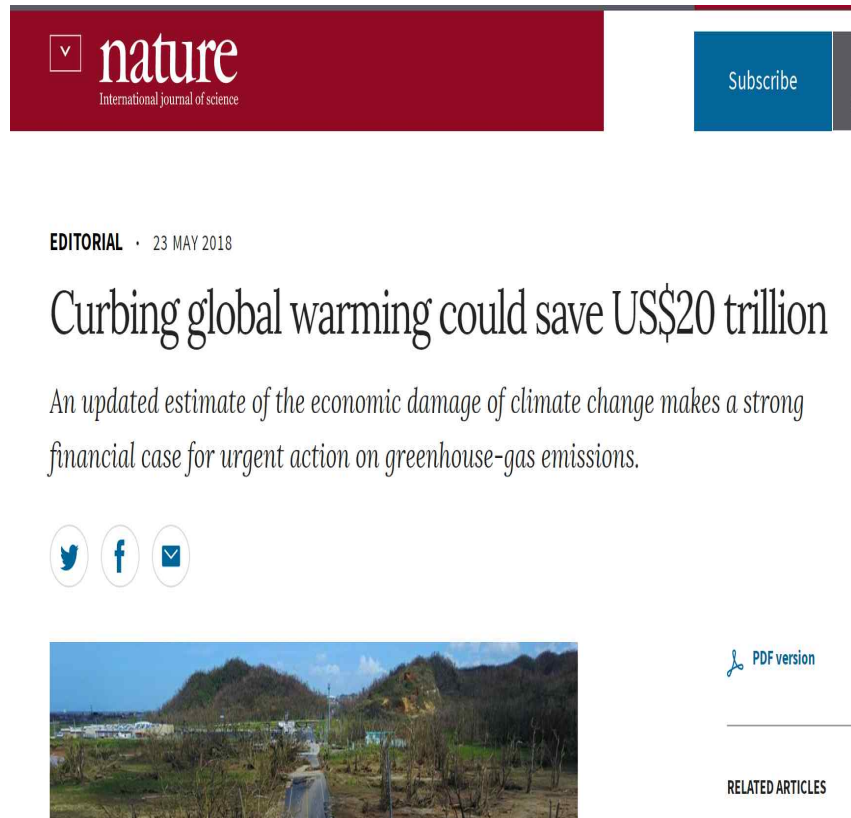 nature
International journal of science
Subscribe
EDITORIAL · 23 MAY 2018
Curbing global warming could save US$20 trillion
An updated estimate of the economic damage of climate change makes a strong
financial case for urgent action on greenhouse-gas emissions.
PDF version
RELATED ARTICLES